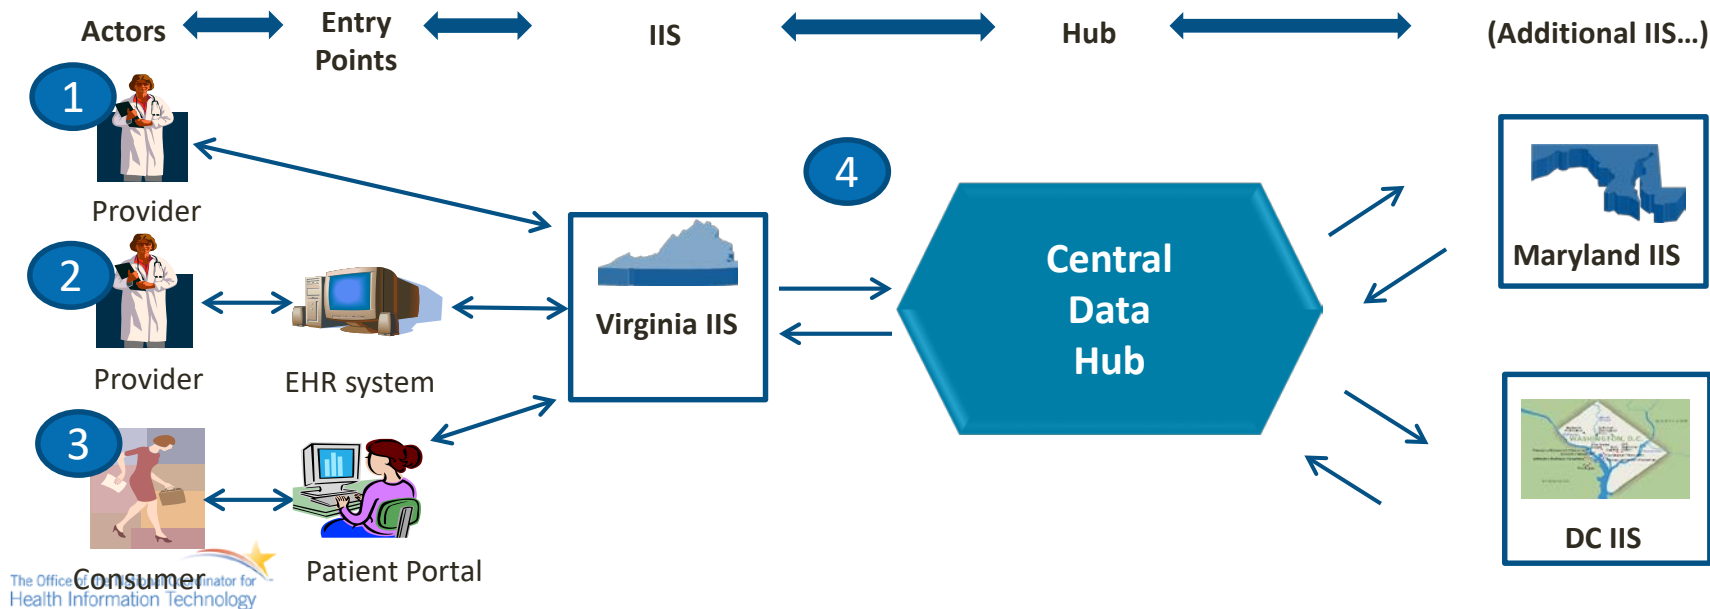 Actors
Entry
Points
IIS
Hub
(Additional IIS...)
1
Provider
2
Provider
EHR system
3
Consumer
Patient Portal
Virginia IIS
4
Central
Data
Hub
Maryland IIS
WASHINGTON, D.C.
DC IIS
The Office of the National Coordinator for
Health Information Technology